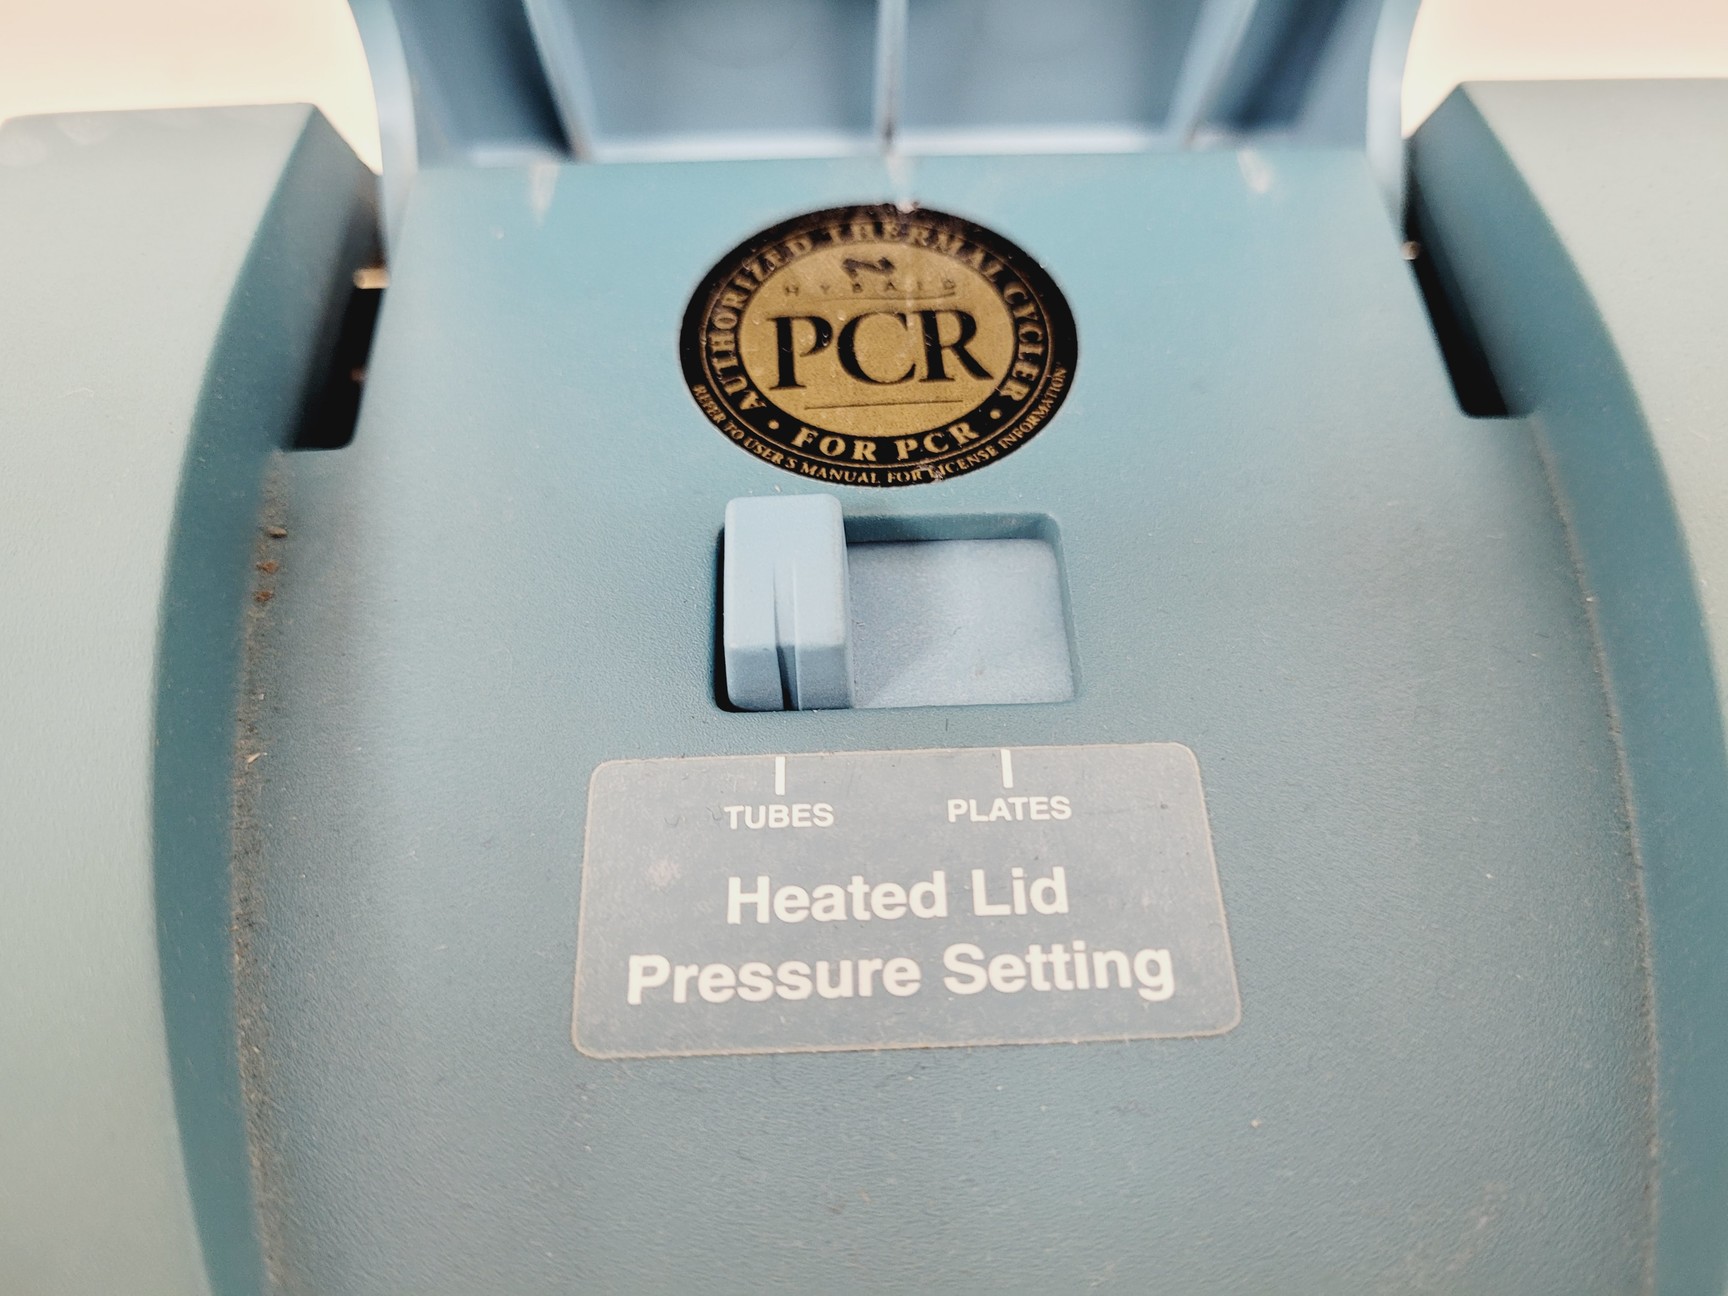 AUTHORIZED THERMAL CYCLER
HYBAID
PCR
• FOR PCR •
REFER TO USER'S MANUAL FOR LICENSE INFORMATION
TUBES PLATES
Heated Lid
Pressure Setting